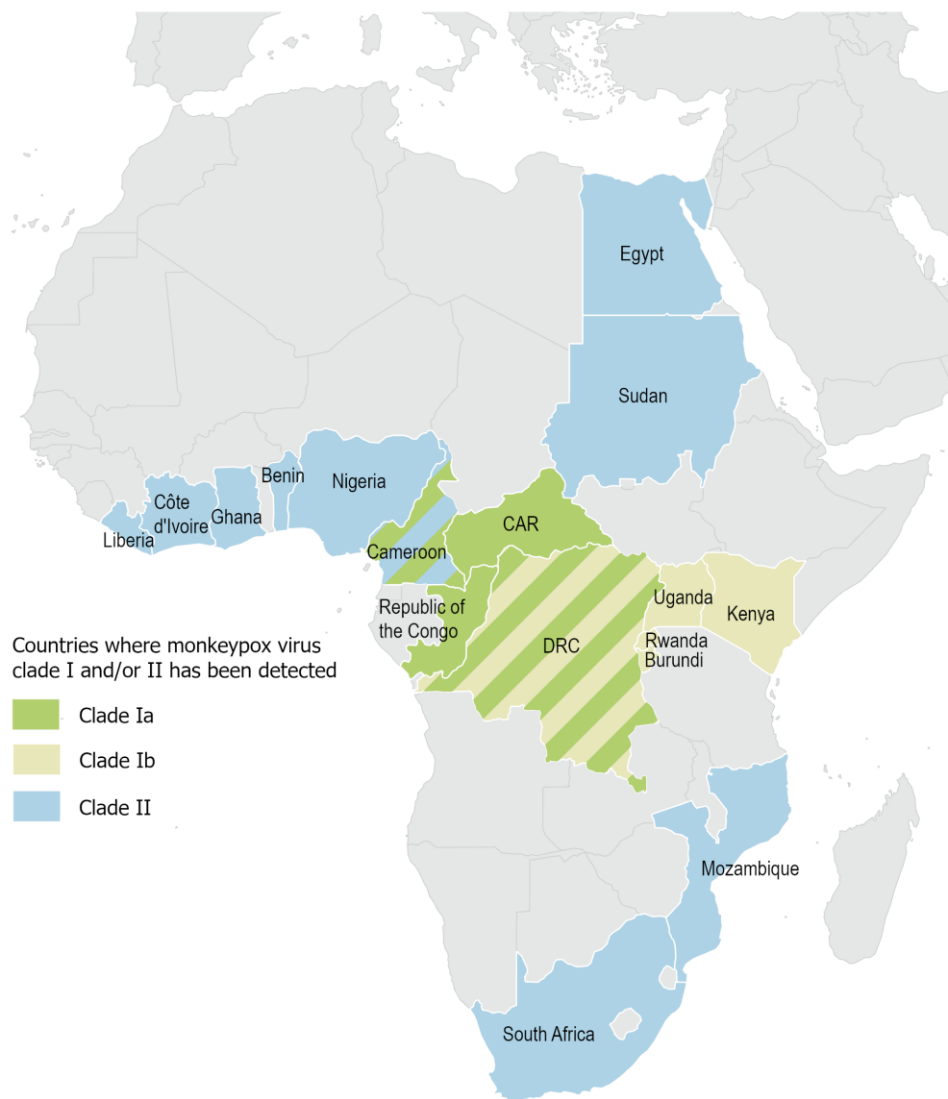 Egypt
Sudan
Benin
Nigeria
Côte
d'Ivoire
Ghana
Liberia
CAR
Cameroon
Republic of
the Congo
Uganda
Kenya
DRC
Rwanda
Burundi
Countries where monkeypox virus
clade I and/or II has been detected
Clade Ia
Clade Ib
Clade II
Mozambique
South Africa